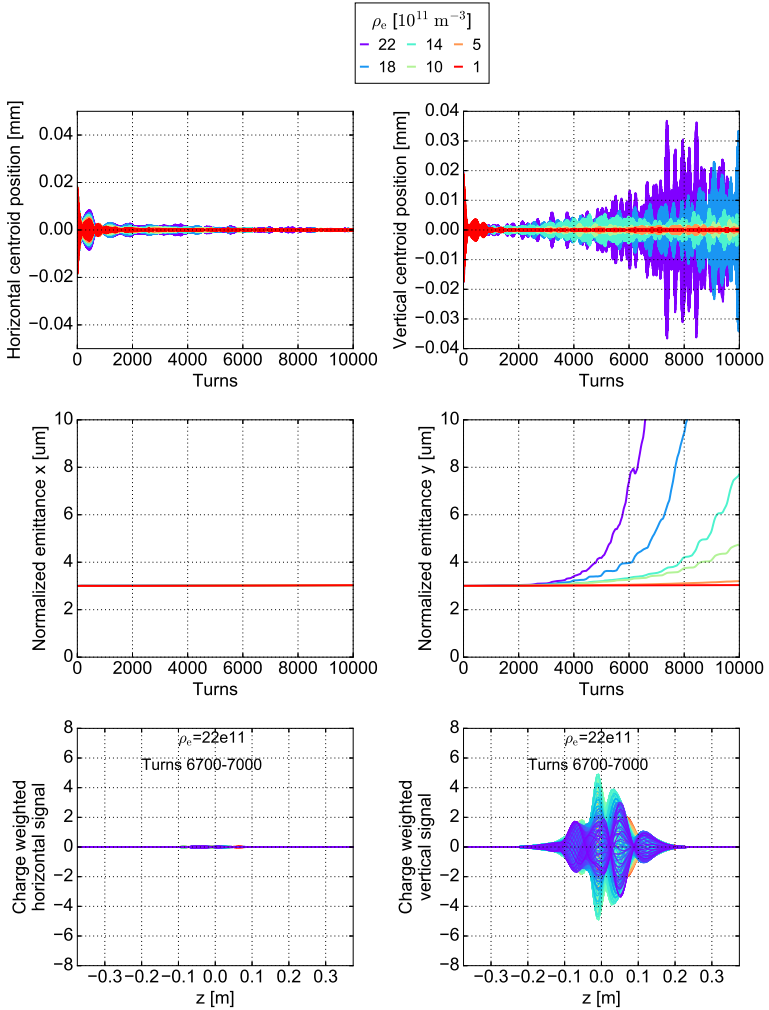 ρe [10^11 m^−3]
22 14 5
18 10 1
Horizontal centroid position [mm]
0.04
0.02
0.00
−0.02
−0.04
0 2000 4000 6000 8000 10000
Turns
Vertical centroid position [mm]
0.04
0.03
0.02
0.01
0.00
−0.01
−0.02
−0.03
−0.04
0 2000 4000 6000 8000 10000
Turns
Normalized emittance x [um]
10
8
6
4
2
0
0 2000 4000 6000 8000 10000
Turns
Normalized emittance y [um]
10
8
6
4
2
0
0 2000 4000 6000 8000 10000
Turns
Charge weighted
horizontal signal
8
6
4
2
0
−2
−4
−6
−8
ρe=22e11
Turns 6700-7000
−0.3 −0.2 −0.1 0.0 0.1 0.2 0.3
z [m]
Charge weighted
vertical signal
8
6
4
2
0
−2
−4
−6
−8
ρe=22e11
Turns 6700-7000
−0.3 −0.2 −0.1 0.0 0.1 0.2 0.3
z [m]